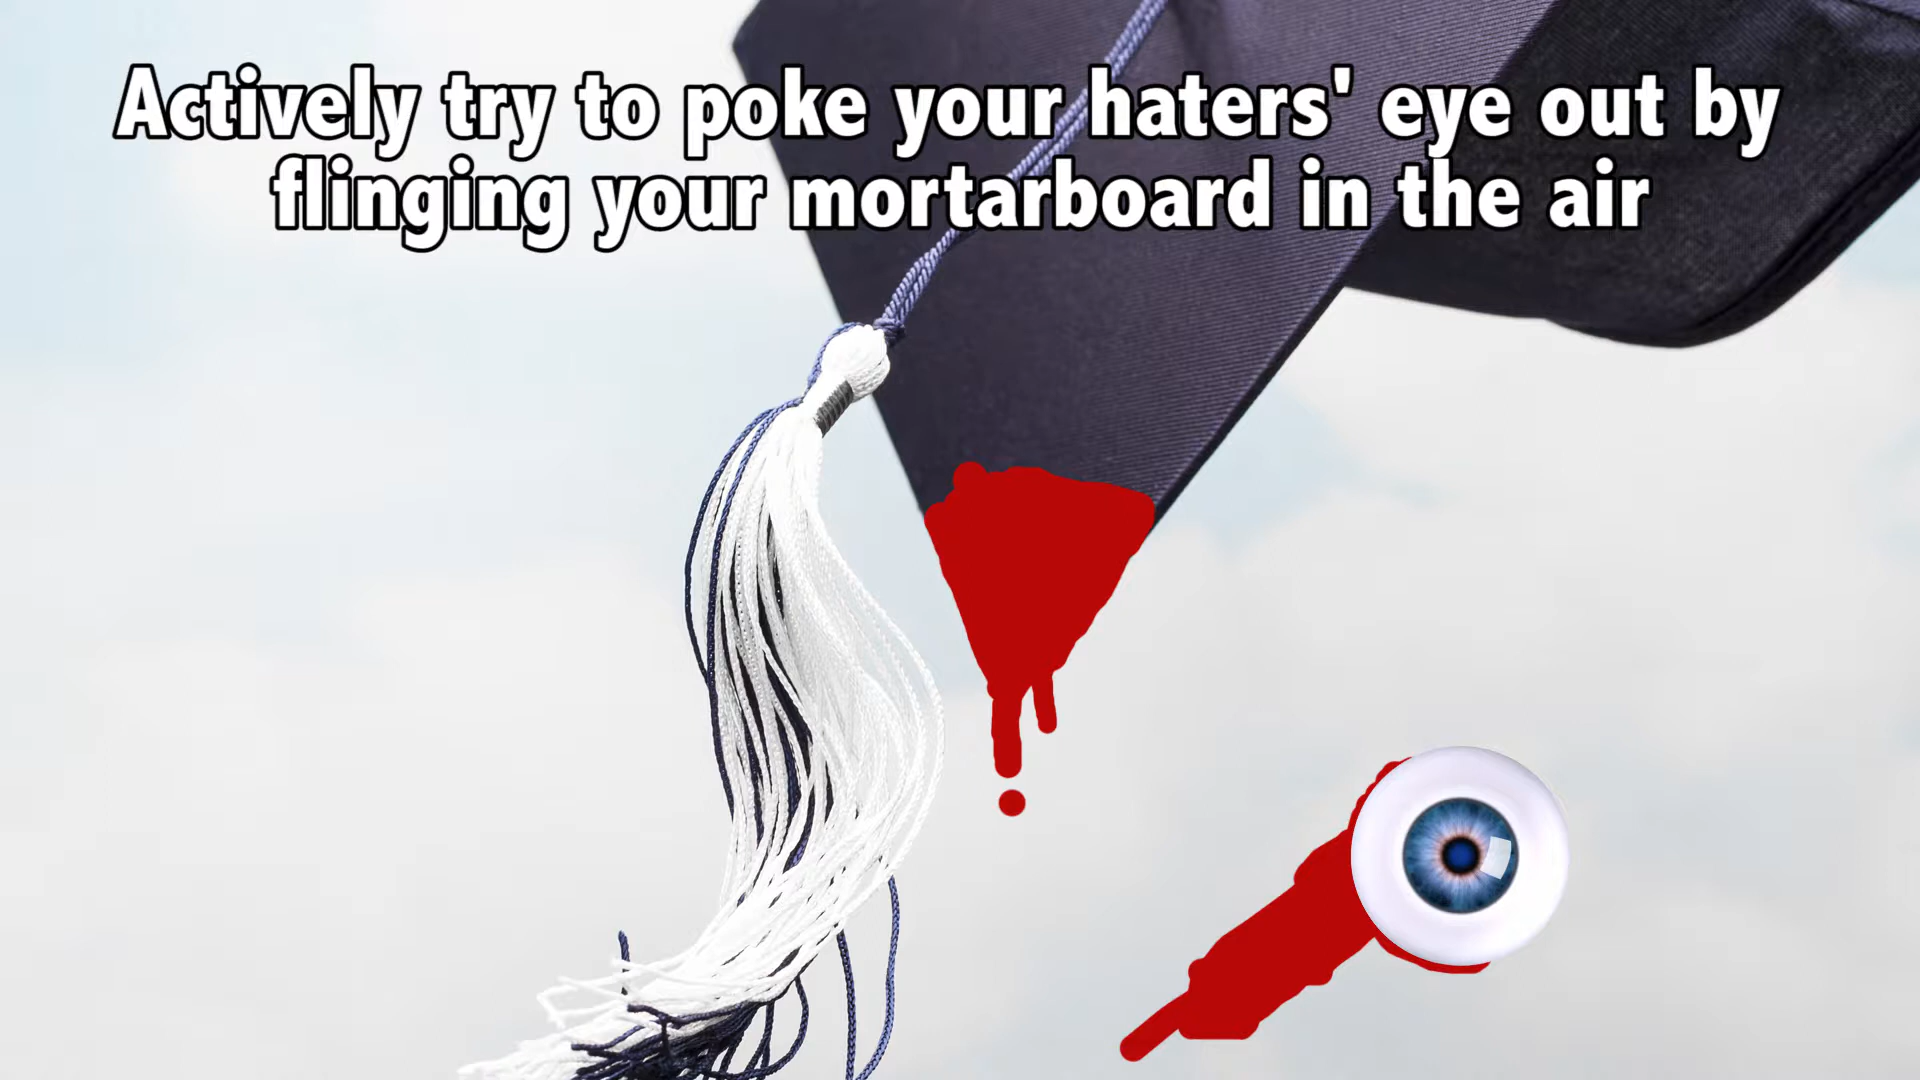 Actively try to poke your haters' eye out by
flinging your mortarboard in the air